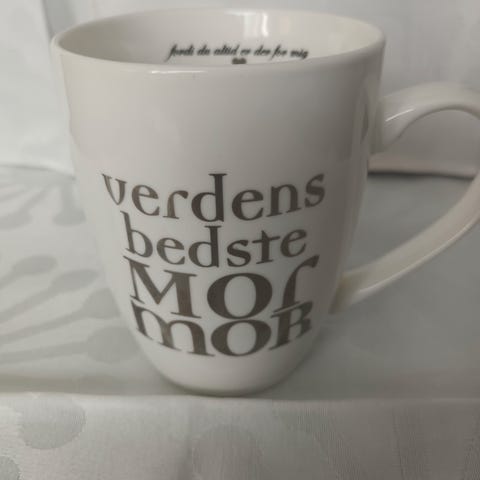 fordi du altid er der for mig
verdens
bedste
MOr
mOR